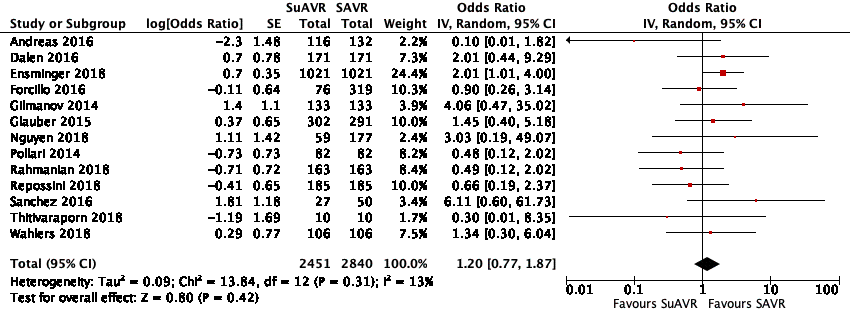 SuAVR SAVR Odds Ratio Odds Ratio
Study or Subgroup log[Odds Ratio] SE Total Total Weight IV, Random, 95% CI IV, Random, 95% CI
Andreas 2016 −2.3 1.48 116 132 2.2% 0.10 [0.01, 1.82]
Dalen 2016 0.7 0.78 171 171 7.3% 2.01 [0.44, 9.29]
Ensminger 2018 0.7 0.35 1021 1021 24.4% 2.01 [1.01, 4.00]
Forcillo 2016 −0.11 0.64 76 319 10.3% 0.90 [0.26, 3.14]
Gilmanov 2014 1.4 1.1 133 133 3.9% 4.06 [0.47, 35.02]
Glauber 2015 0.37 0.65 302 291 10.0% 1.45 [0.40, 5.18]
Nguyen 2018 1.11 1.42 59 177 2.4% 3.03 [0.19, 49.07]
Pollari 2014 −0.73 0.73 82 82 8.2% 0.48 [0.12, 2.02]
Rahmanian 2018 −0.71 0.72 163 163 8.4% 0.49 [0.12, 2.02]
Repossini 2018 −0.41 0.65 185 185 10.0% 0.66 [0.19, 2.37]
Sanchez 2016 1.81 1.18 27 50 3.4% 6.11 [0.60, 61.73]
Thitivaraporn 2018 −1.19 1.69 10 10 1.7% 0.30 [0.01, 8.35]
Wahlers 2018 0.29 0.77 106 106 7.5% 1.34 [0.30, 6.04]
Total (95% CI) 2451 2840 100.0% 1.20 [0.77, 1.87]
Heterogeneity: Tau² = 0.09; Chi² = 13.84, df = 12 (P = 0.31); I² = 13%
Test for overall effect: Z = 0.80 (P = 0.42)
0.01 0.1 1 10 100
Favours SuAVR Favours SAVR